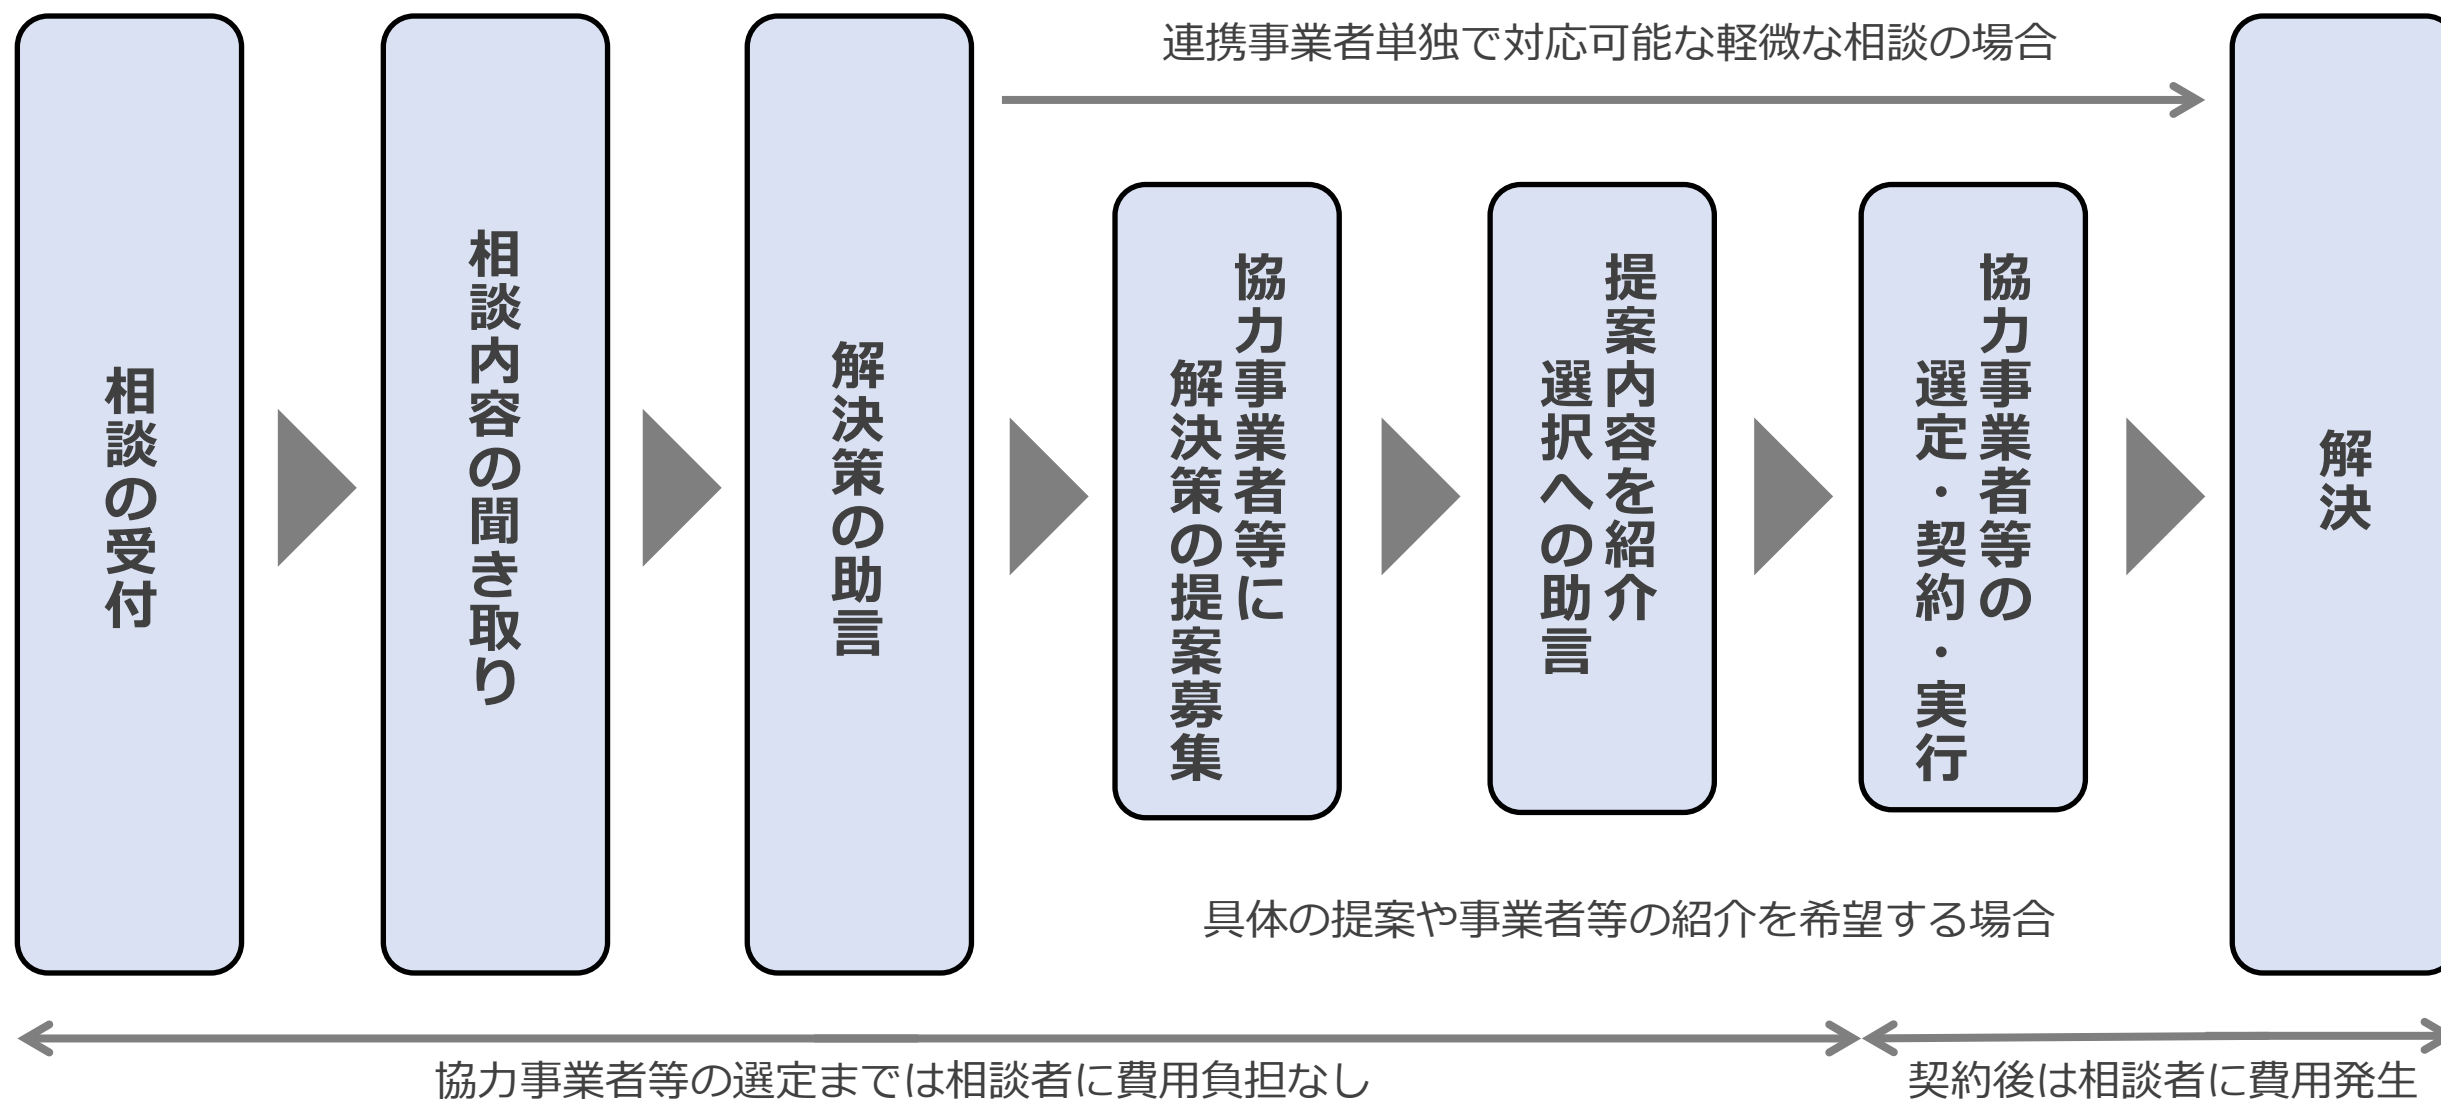 連携事業者単独で対応可能な軽微な相談の場合
相談の受付
相談内容の聞き取り
解決策の助言
協力事業者等に
解決策の提案募集
提案内容を紹介
選択への助言
協力事業者等の
選定・契約・実行
解決
具体の提案や事業者等の紹介を希望する場合
協力事業者等の選定までは相談者に費用負担なし
契約後は相談者に費用発生